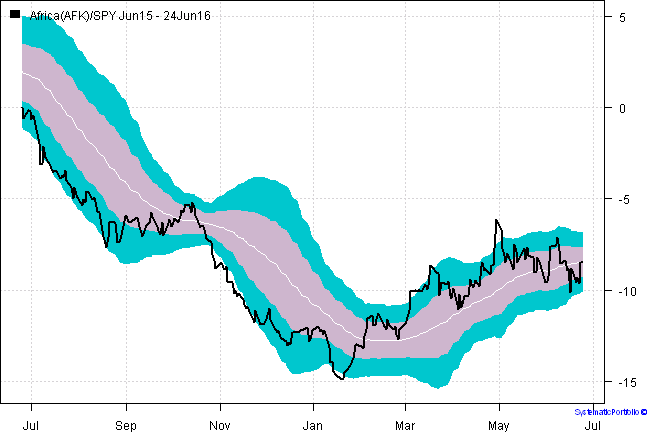 Africa(AFK)/SPY Jun15 - 24Jun16
5
0
-5
-10
-15
SystematicPortfolio ©
Jul Sep Nov Jan Mar May Jul